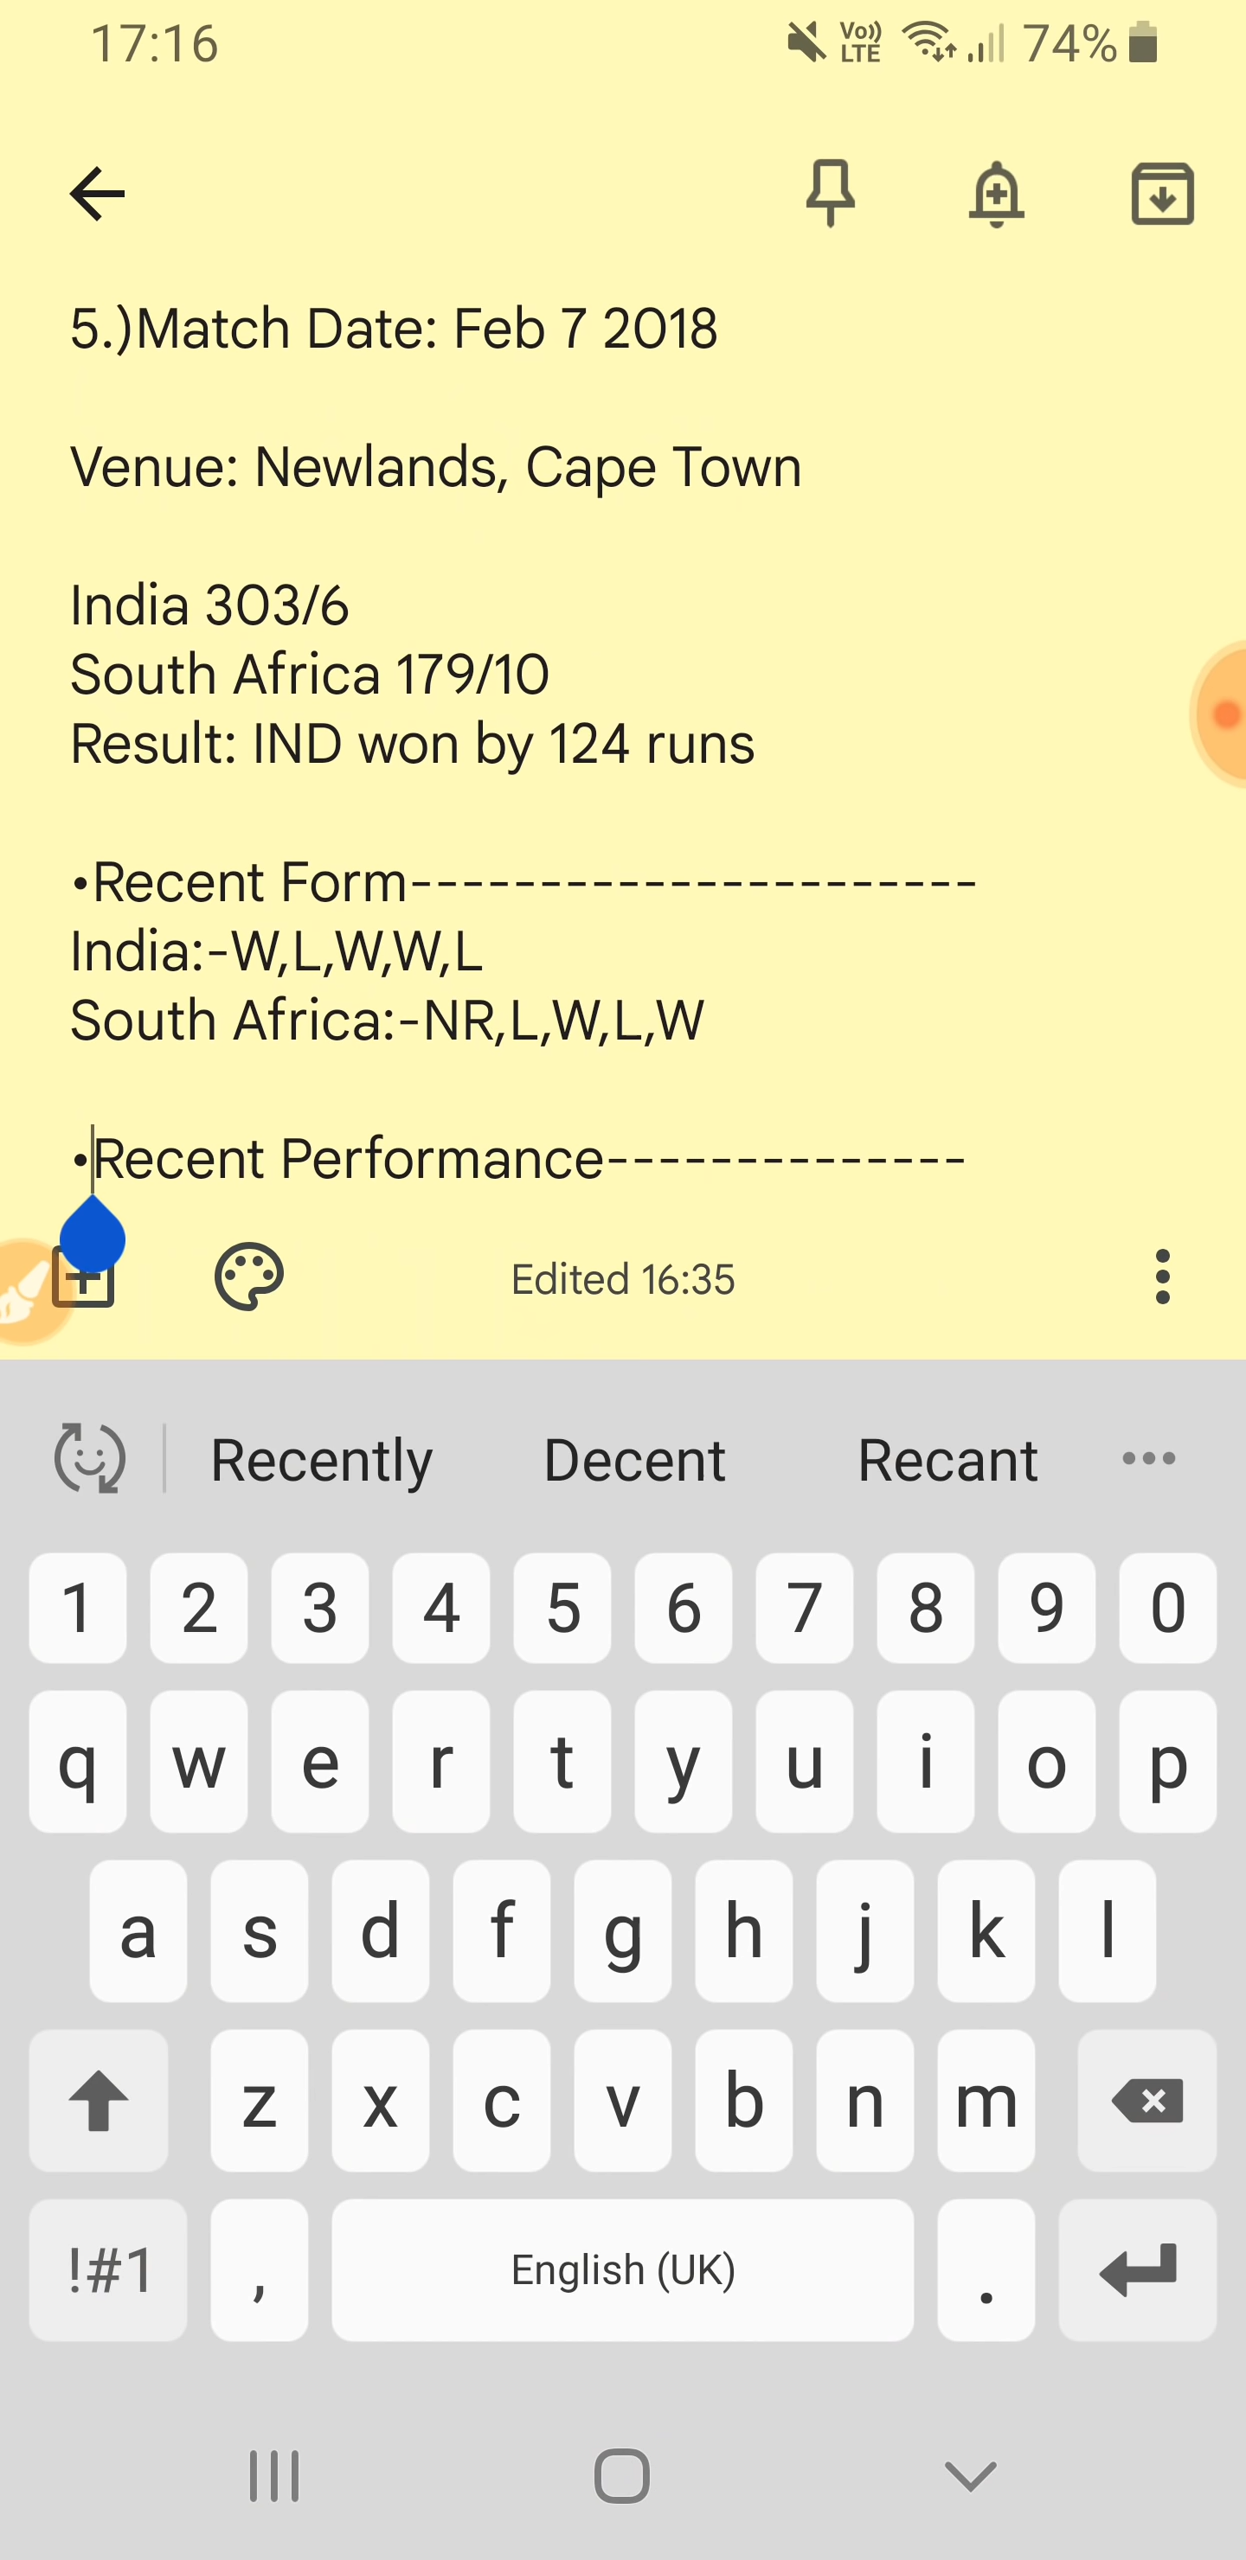 17:16
Vo)) LTE
74%
5.)Match Date: Feb 7 2018
Venue: Newlands, Cape Town
India 303/6
South Africa 179/10
Result: IND won by 124 runs
•Recent Form----------------------
India:-W,L,W,W,L
South Africa:-NR,L,W,L,W
•Recent Performance--------------
Edited 16:35
Recently Decent Recant
1 2 3 4 5 6 7 8 9 0
q w e r t y u i o p
a s d f g h j k l
z x c v b n m
!#1 , English (UK) .